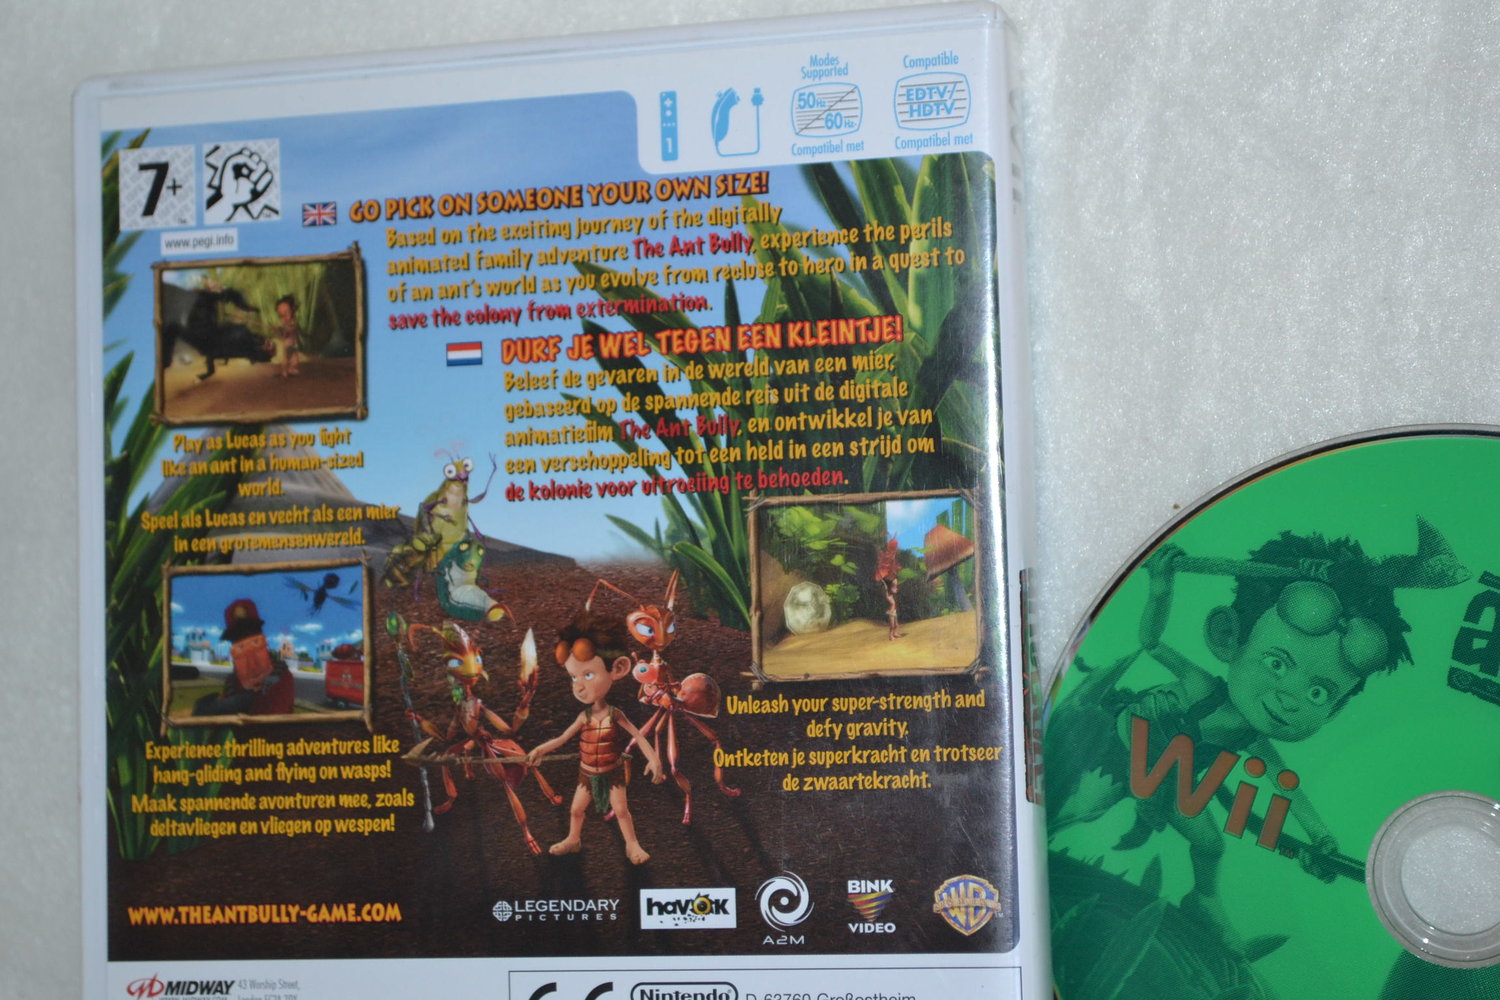 Modes
Supported
50Hz
60Hz
Compatibel met
Compatible
EDTV/
HDTV
Compatibel met
1
7+
www.pegi.info
GO PICK ON SOMEONE YOUR OWN SIZE!
Based on the exciting journey of the digitally
animated family adventure The Ant Bully, experience the perils
of an ant's world as you evolve from recluse to hero in a quest to
save the colony from extermination.
DURF JE WEL TEGEN EEN KLEINTJE!
Beleef de gevaren in de wereld van een mier,
gebaseerd op de spannende reis uit de digitale
animatiefilm The Ant Bully, en ontwikkel je van
een verschoppeling tot een held in een strijd om
de kolonie voor uitroeiing te behoeden.
Play as Lucas as you fight
like an ant in a human-sized
world.
Speel als Lucas en vecht als een mier
in een grotemensenwereld.
Experience thrilling adventures like
hang-gliding and flying on wasps!
Maak spannende avonturen mee, zoals
deltavliegen en vliegen op wespen!
Unleash your super-strength and
defy gravity.
Ontketen je superkracht en trotseer
de zwaartekracht.
WWW.THEANTBULLY-GAME.COM
LEGENDARY
PICTURES
havok
A2M
BINK
VIDEO
WB
MIDWAY
43 Worship Street,
Nintendo
D-63760 Großostheim
Wii